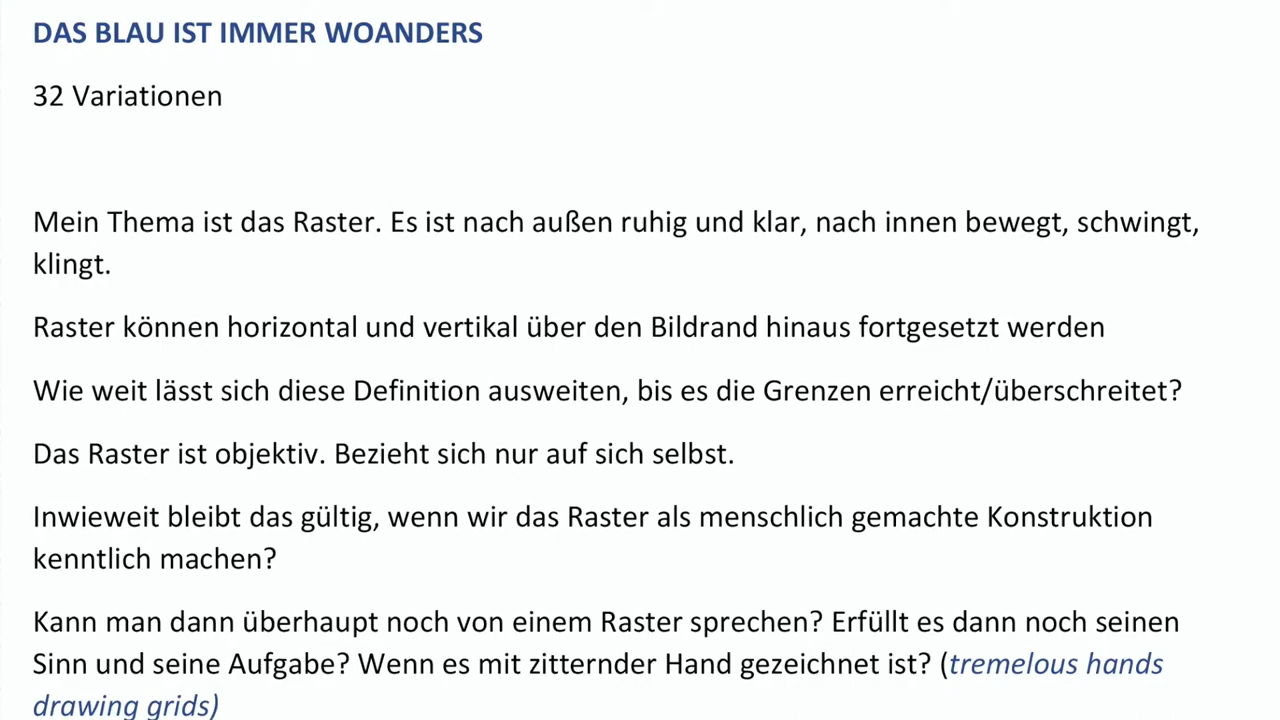 DAS BLAU IST IMMER WOANDERS
32 Variationen
Mein Thema ist das Raster. Es ist nach außen ruhig und klar, nach innen bewegt, schwingt,
klingt.
Raster können horizontal und vertikal über den Bildrand hinaus fortgesetzt werden
Wie weit lässt sich diese Definition ausweiten, bis es die Grenzen erreicht/überschreitet?
Das Raster ist objektiv. Bezieht sich nur auf sich selbst.
Inwieweit bleibt das gültig, wenn wir das Raster als menschlich gemachte Konstruktion
kenntlich machen?
Kann man dann überhaupt noch von einem Raster sprechen? Erfüllt es dann noch seinen
Sinn und seine Aufgabe? Wenn es mit zitternder Hand gezeichnet ist? (tremelous hands
drawing grids)